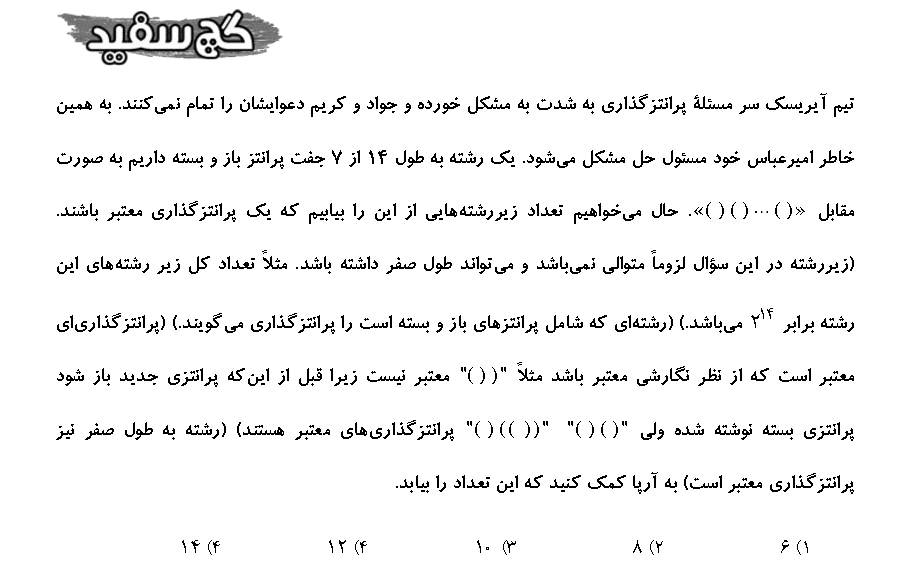 گچ سفید
تیم آیریسک سر مسئلهٔ پرانتزگذاری به شدت به مشکل خورده و جواد و کریم دعوایشان را تمام نمی‌کنند. به همین
خاطر امیرعباس خود مسئول حل مشکل می‌شود. یک رشته به طول ۱۴ از ۷ جفت پرانتز باز و بسته داریم به صورت
مقابل «( ) ... ( ) ( )». حال می‌خواهیم تعداد زیررشته‌هایی از این را بیابیم که یک پرانتزگذاری معتبر باشند.
(زیررشته در این سؤال لزوماً متوالی نمی‌باشد و می‌تواند طول صفر داشته باشد. مثلاً تعداد کل زیر رشته‌های این
رشته برابر ۲^۱۴ می‌باشد.) (رشته‌ای که شامل پرانتزهای باز و بسته است را پرانتزگذاری می‌گویند.) (پرانتزگذاری‌ای
معتبر است که از نظر نگارشی معتبر باشد مثلاً "( ) )" معتبر نیست زیرا قبل از این‌که پرانتزی جدید باز شود
پرانتزی بسته نوشته شده ولی "( ) ( )" "( ) ( ( ) )" پرانتزگذاری‌های معتبر هستند) (رشته به طول صفر نیز
پرانتزگذاری معتبر است) به آرپا کمک کنید که این تعداد را بیابد.
۱) ۶ ۲) ۸ ۳) ۱۰ ۴) ۱۲ ۴) ۱۴